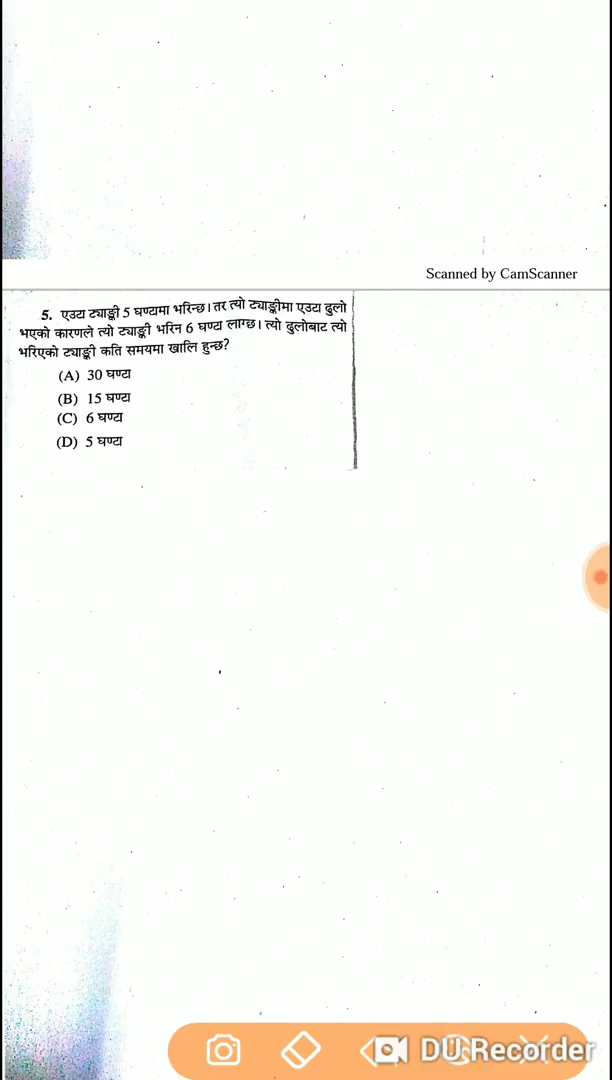 Scanned by CamScanner
5. एउटा ट्याङ्की 5 घण्टामा भरिन्छ। तर त्यो ट्याङ्कीमा एउटा दुलो
भएको कारणले त्यो ट्याङ्की भरिन 6 घण्टा लाग्छ। त्यो दुलोबाट त्यो
भरिएको ट्याङ्की कति समयमा खालि हुन्छ?
(A) 30 घण्टा
(B) 15 घण्टा
(C) 6 घण्टा
(D) 5 घण्टा
DU Recorder